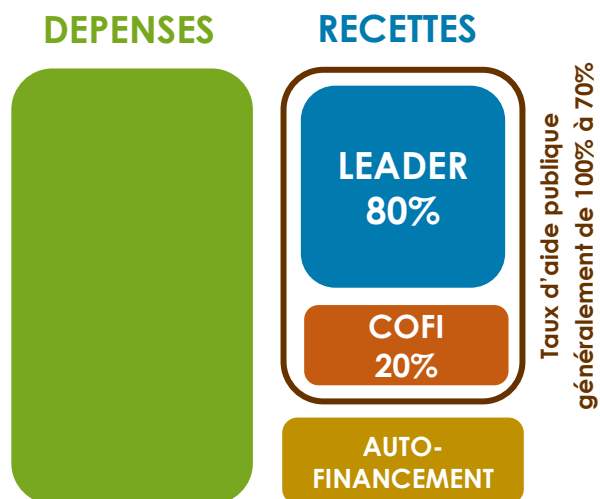 DEPENSES
RECETTES
LEADER
80%
COFI
20%
AUTO-
FINANCEMENT
Taux d'aide publique
généralement de 100% à 70%